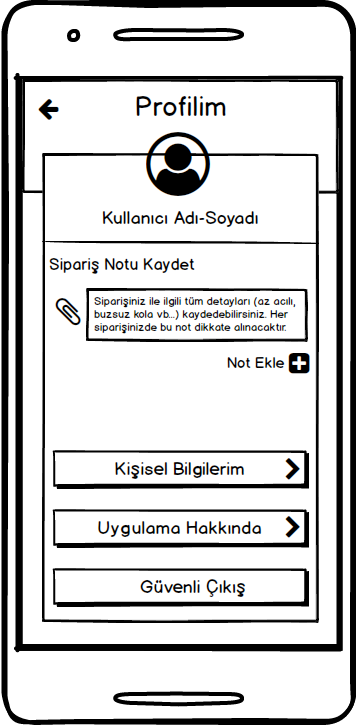 Profilim
Kullanıcı Adı-Soyadı
Sipariş Notu Kaydet
Siparişiniz ile ilgili tüm detayları (az acılı,
buzsuz kola vb...) kaydedebilirsiniz. Her
siparişinizde bu not dikkate alınacaktır.
Not Ekle
Kişisel Bilgilerim
Uygulama Hakkında
Güvenli Çıkış